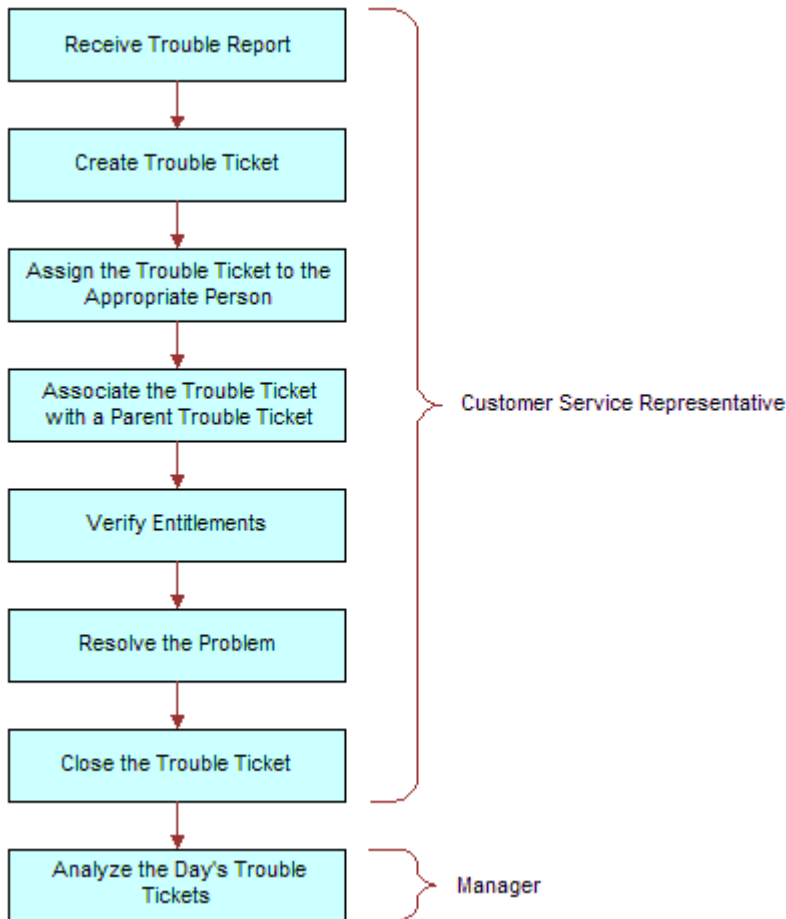 Receive Trouble Report
Create Trouble Ticket
Assign the Trouble Ticket to the
Appropriate Person
Associate the Trouble Ticket
with a Parent Trouble Ticket
Customer Service Representative
Verify Entitlements
Resolve the Problem
Close the Trouble Ticket
Analyze the Day's Trouble
Tickets
Manager